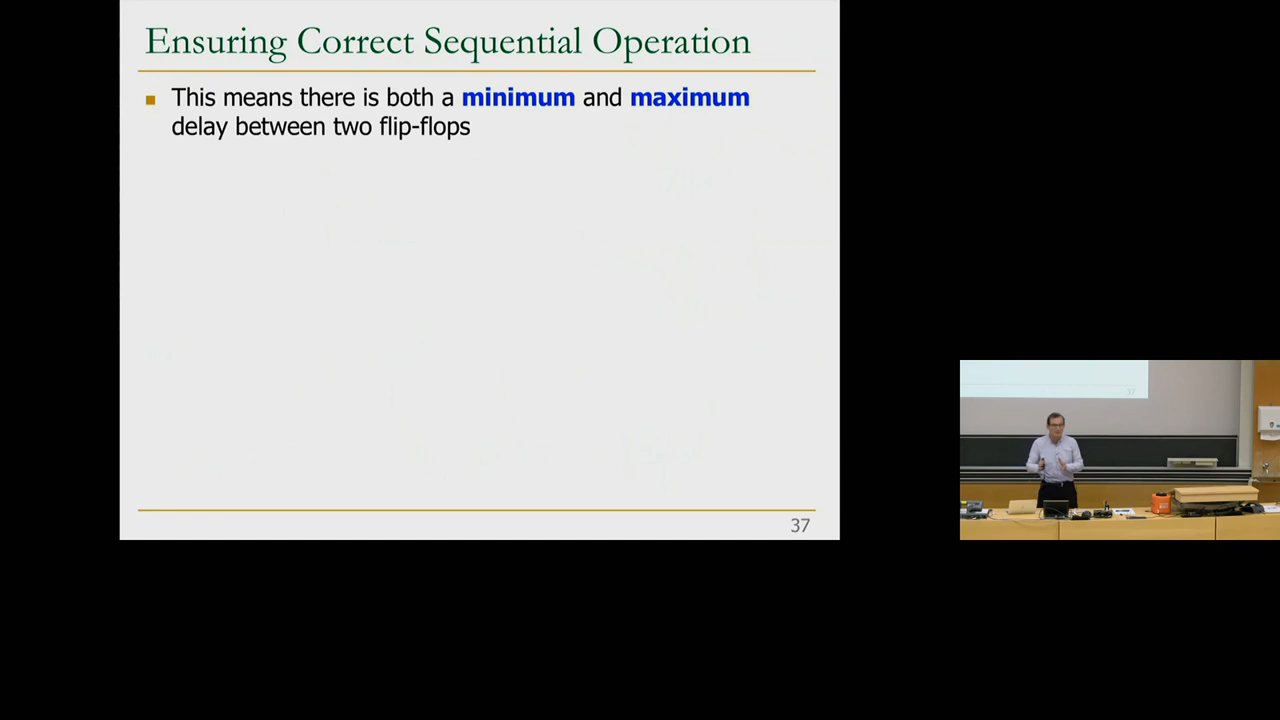 Ensuring Correct Sequential Operation
This means there is both a minimum and maximum
delay between two flip-flops
37